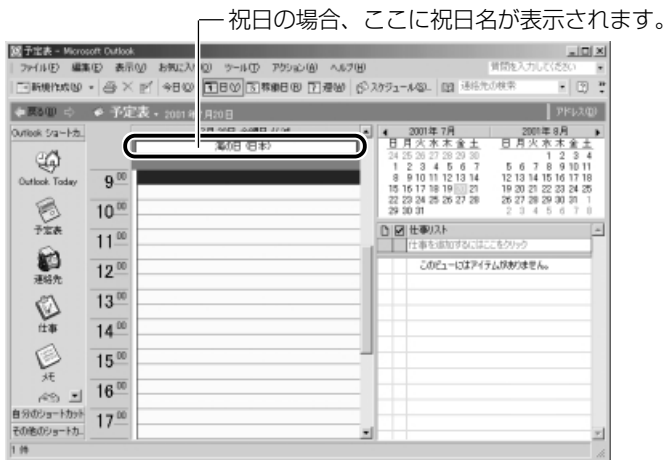 祝日の場合、ここに祝日名が表示されます。
予定表 - Microsoft Outlook
ファイル(F) 編集(E) 表示(V) お気に入り(O) ツール(T) アクション(A) ヘルプ(H) 質問を入力してください
新規作成(N) 今日(O) 1日(Y) 5稼働日(R) 7週(W) スケジュール(S)... 連絡先の検索
戻る(B) 予定表 - 2001年7月20日 アドレス(D)
Outlook ショートカ...
海の日 (日本)
Outlook Today
予定表
連絡先
仕事
メモ
自分のショートカット
その他のショートカ...
9 00
10 00
11 00
12 00
13 00
14 00
15 00
16 00
17 00
2001年 7月
日 月 火 水 木 金 土
24 25 26 27 28 29 30
1 2 3 4 5 6 7
8 9 10 11 12 13 14
15 16 17 18 19 21
22 23 24 25 26 27 28
29 30 31
2001年 8月
日 月 火 水 木 金 土
1 2 3 4
5 6 7 8 9 10 11
12 13 14 15 16 17 18
19 20 21 22 23 24 25
26 27 28 29 30 31 1
2 3 4 5 6 7 8
仕事リスト
仕事を追加するにはここをクリック
このビューにはアイテムがありません。
1 件